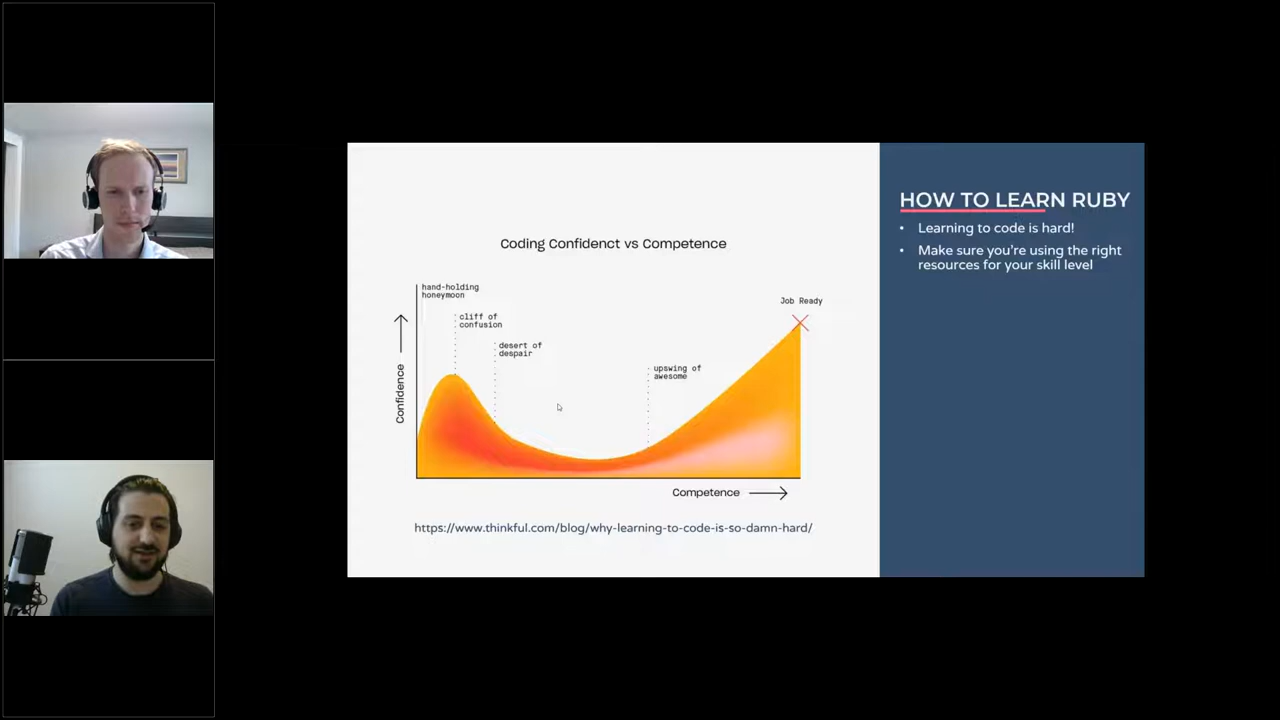 Coding Confidenct vs Competence
hand-holding
honeymoon
cliff of
confusion
desert of
despair
upswing of
awesome
Job Ready
Confidence
Competence
https://www.thinkful.com/blog/why-learning-to-code-is-so-damn-hard/
HOW TO LEARN RUBY
• Learning to code is hard!
• Make sure you're using the right
resources for your skill level